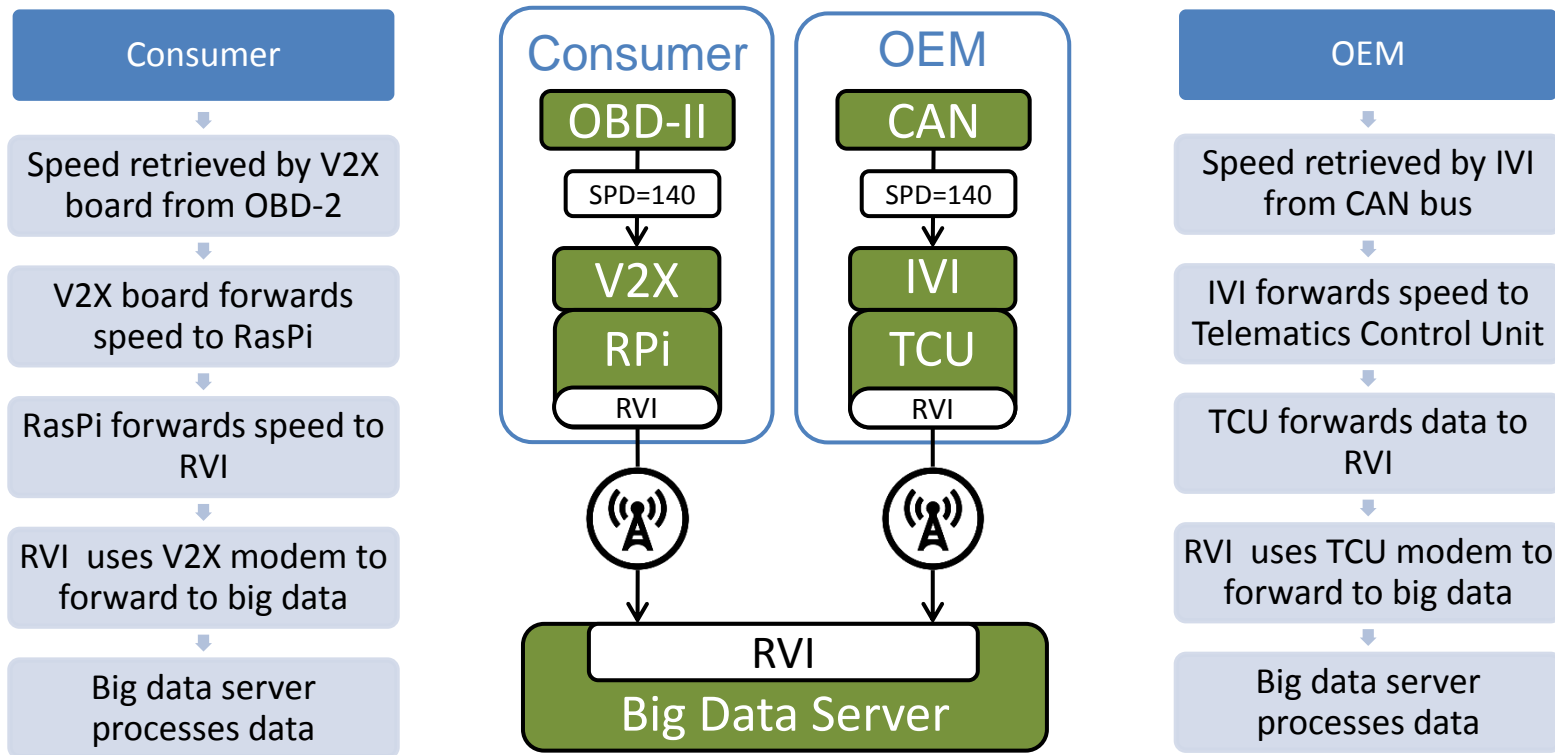 Consumer
Speed retrieved by V2X
board from OBD-2
V2X board forwards
speed to RasPi
RasPi forwards speed to
RVI
RVI  uses V2X modem to
forward to big data
Big data server
processes data
Consumer
OBD-II
SPD=140
V2X
RPi
RVI
OEM
CAN
SPD=140
IVI
TCU
RVI
RVI
Big Data Server
OEM
Speed retrieved by IVI
from CAN bus
IVI forwards speed to
Telematics Control Unit
TCU forwards data to
RVI
RVI  uses TCU modem to
forward to big data
Big data server
processes data